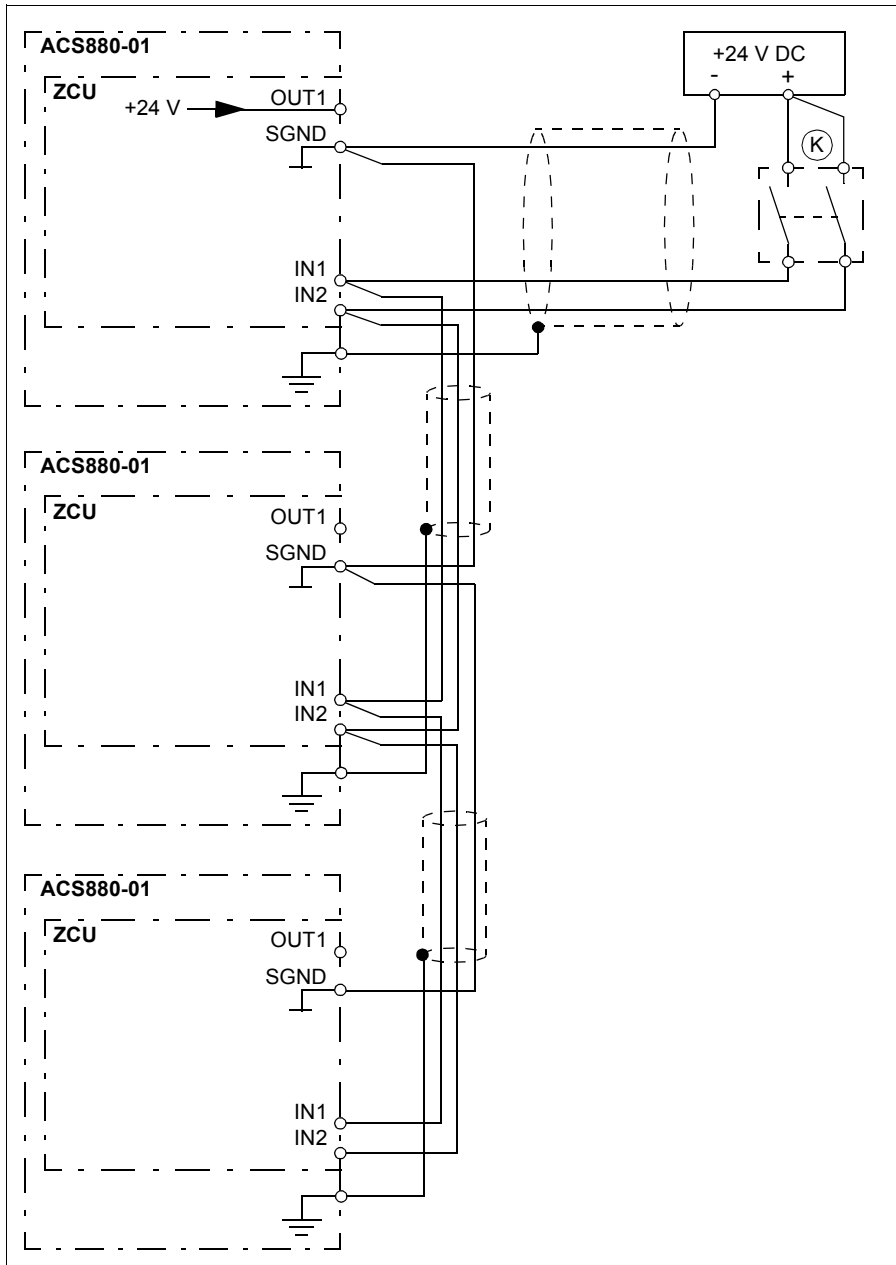 ACS880-01
ZCU
+24 V
OUT1
SGND
IN1
IN2
+24 V DC
- +
K
ACS880-01
ZCU
OUT1
SGND
IN1
IN2
ACS880-01
ZCU
OUT1
SGND
IN1
IN2